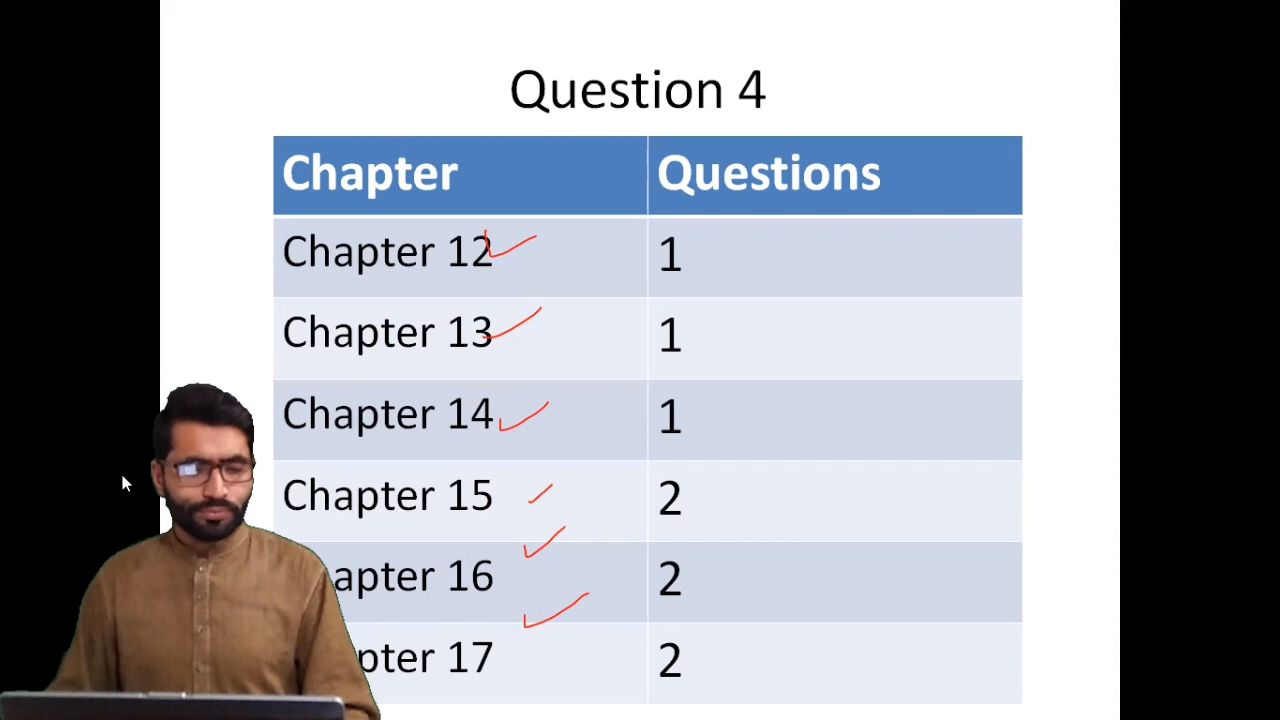 Question 4
Chapter Questions
Chapter 12 1
Chapter 13 1
Chapter 14 1
Chapter 15 2
apter 16 2
pter 17 2